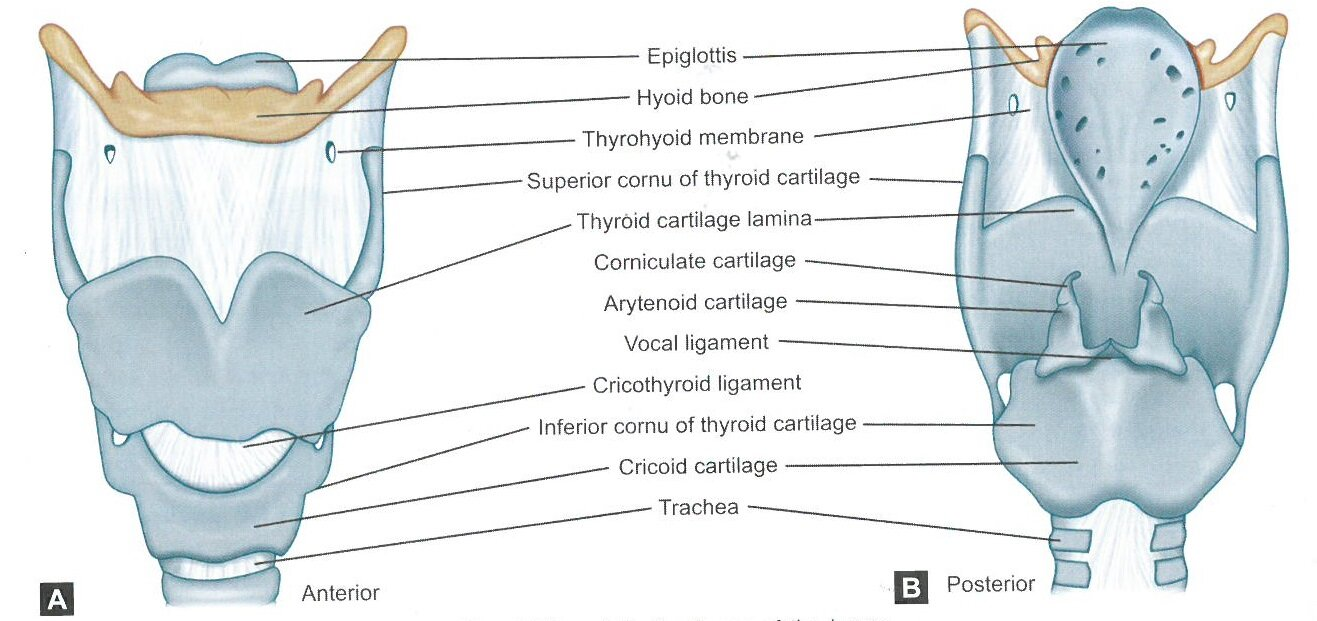 Epiglottis
Hyoid bone
Thyrohyoid membrane
Superior cornu of thyroid cartilage
Thyroid cartilage lamina
Corniculate cartilage
Arytenoid cartilage
Vocal ligament
Cricothyroid ligament
Inferior cornu of thyroid cartilage
Cricoid cartilage
Trachea
A Anterior
B Posterior